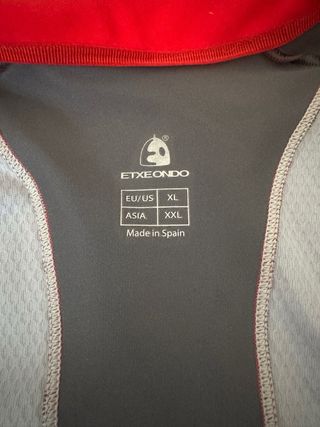 ®
ETXEONDO
EU/US XL
ASIA XXL
Made in Spain